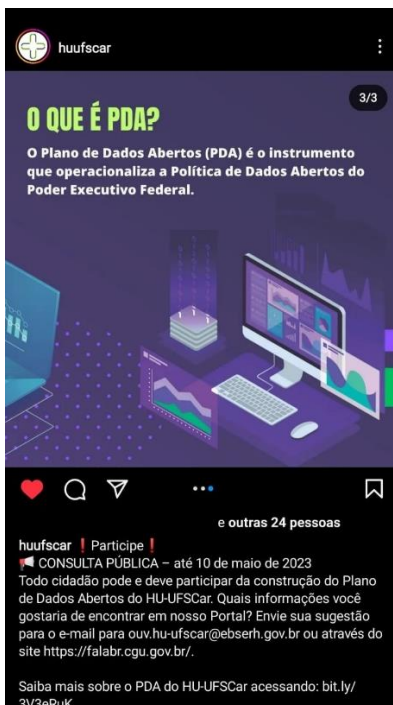 huufscar
3/3
O QUE É PDA?
O Plano de Dados Abertos (PDA) é o instrumento
que operacionaliza a Política de Dados Abertos do
Poder Executivo Federal.
e outras 24 pessoas
huufscar ❗Participe❗
📢 CONSULTA PÚBLICA – até 10 de maio de 2023
Todo cidadão pode e deve participar da construção do Plano
de Dados Abertos do HU-UFSCar. Quais informações você
gostaria de encontrar em nosso Portal? Envie sua sugestão
para o e-mail para ouv.hu-ufscar@ebserh.gov.br ou através do
site https://falabr.cgu.gov.br/.
Saiba mais sobre o PDA do HU-UFSCar acessando: bit.ly/